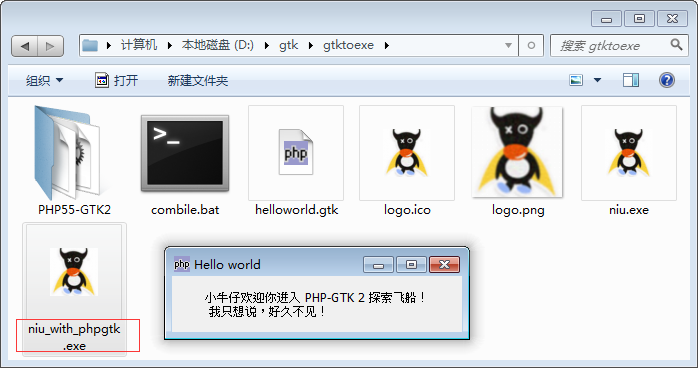 计算机 本地磁盘 (D:) gtk gtktoexe 搜索 gtktoexe
组织 打开 新建文件夹
php
PHP55-GTK2 combile.bat helloworld.gtk logo.ico logo.png niu.exe
php Hello world
小牛仔欢迎你进入 PHP-GTK 2 探索飞船！
我只想说，好久不见！
niu_with_phpgtk
.exe